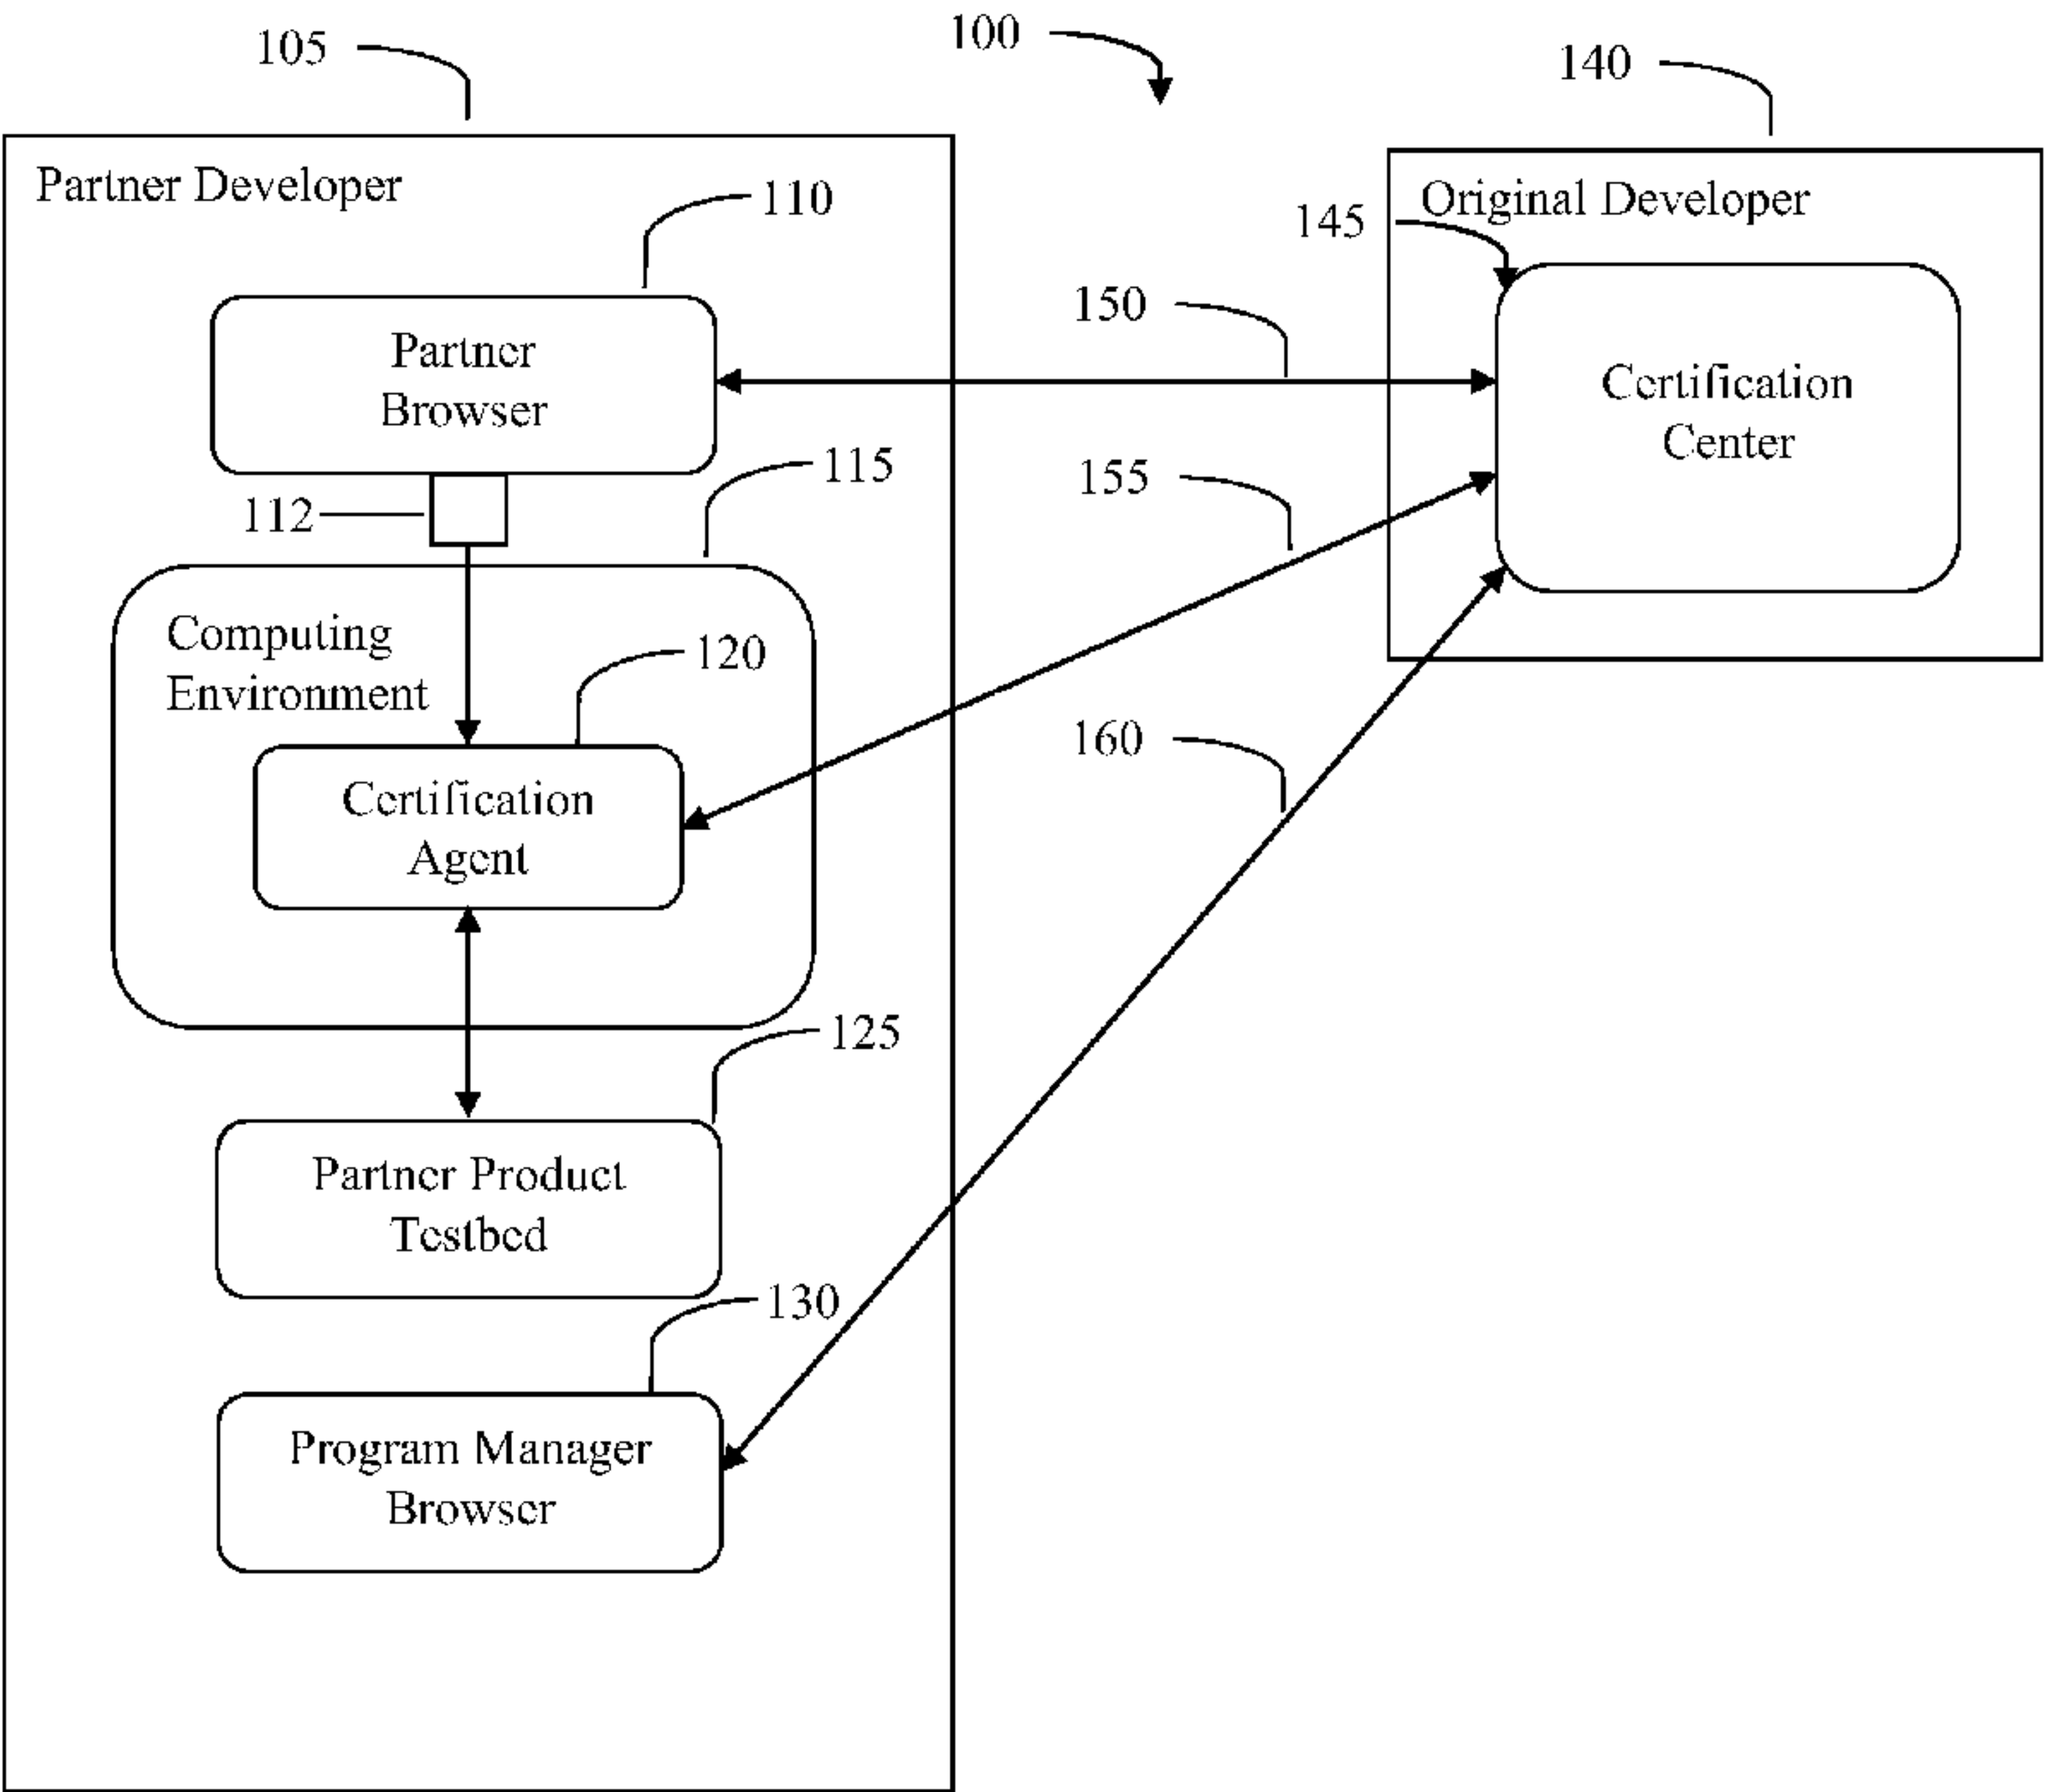 100
105
140
Partner Developer
110
Original Developer
145
150
Partner
Browser
Certification
Center
115
155
112
Computing
Environment
120
160
Certification
Agent
125
Partner Product
Testbed
130
Program Manager
Browser